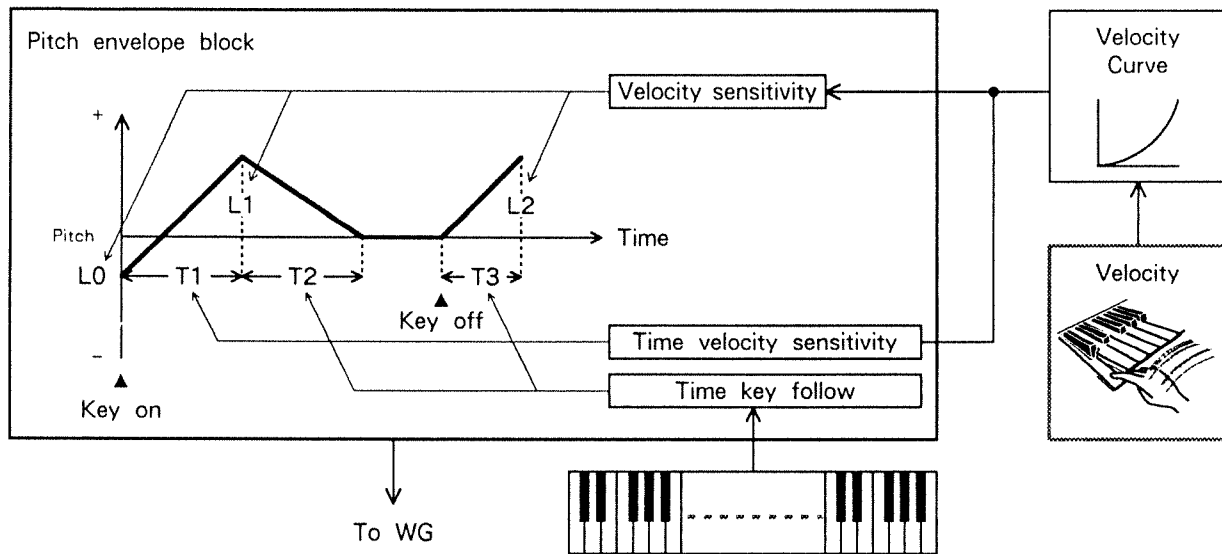 Pitch envelope block
Velocity
Curve
Velocity sensitivity
+
L1
L2
Pitch
Time
L0
T1
T2
T3
Velocity
Key off
Time velocity sensitivity
−
Time key follow
Key on
To WG